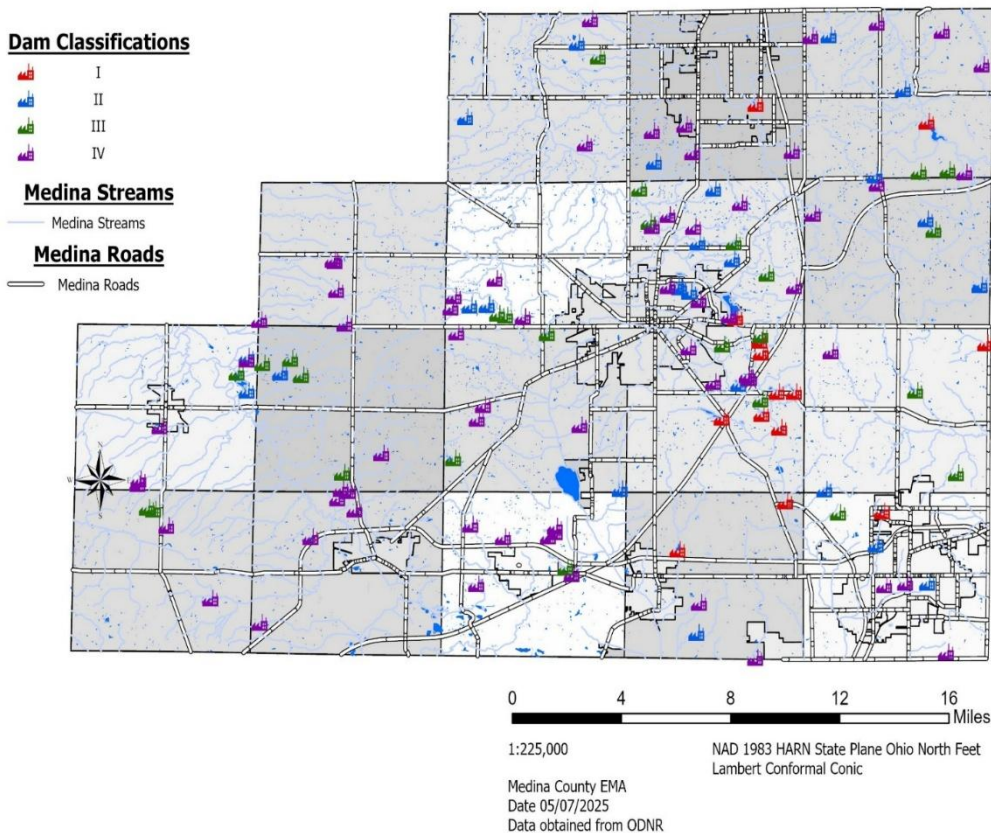 Dam Classifications
I
II
III
IV
Medina Streams
Medina Streams
Medina Roads
Medina Roads
0 4 8 12 16
Miles
1:225,000
NAD 1983 HARN State Plane Ohio North Feet
Lambert Conformal Conic
Medina County EMA
Date 05/07/2025
Data obtained from ODNR